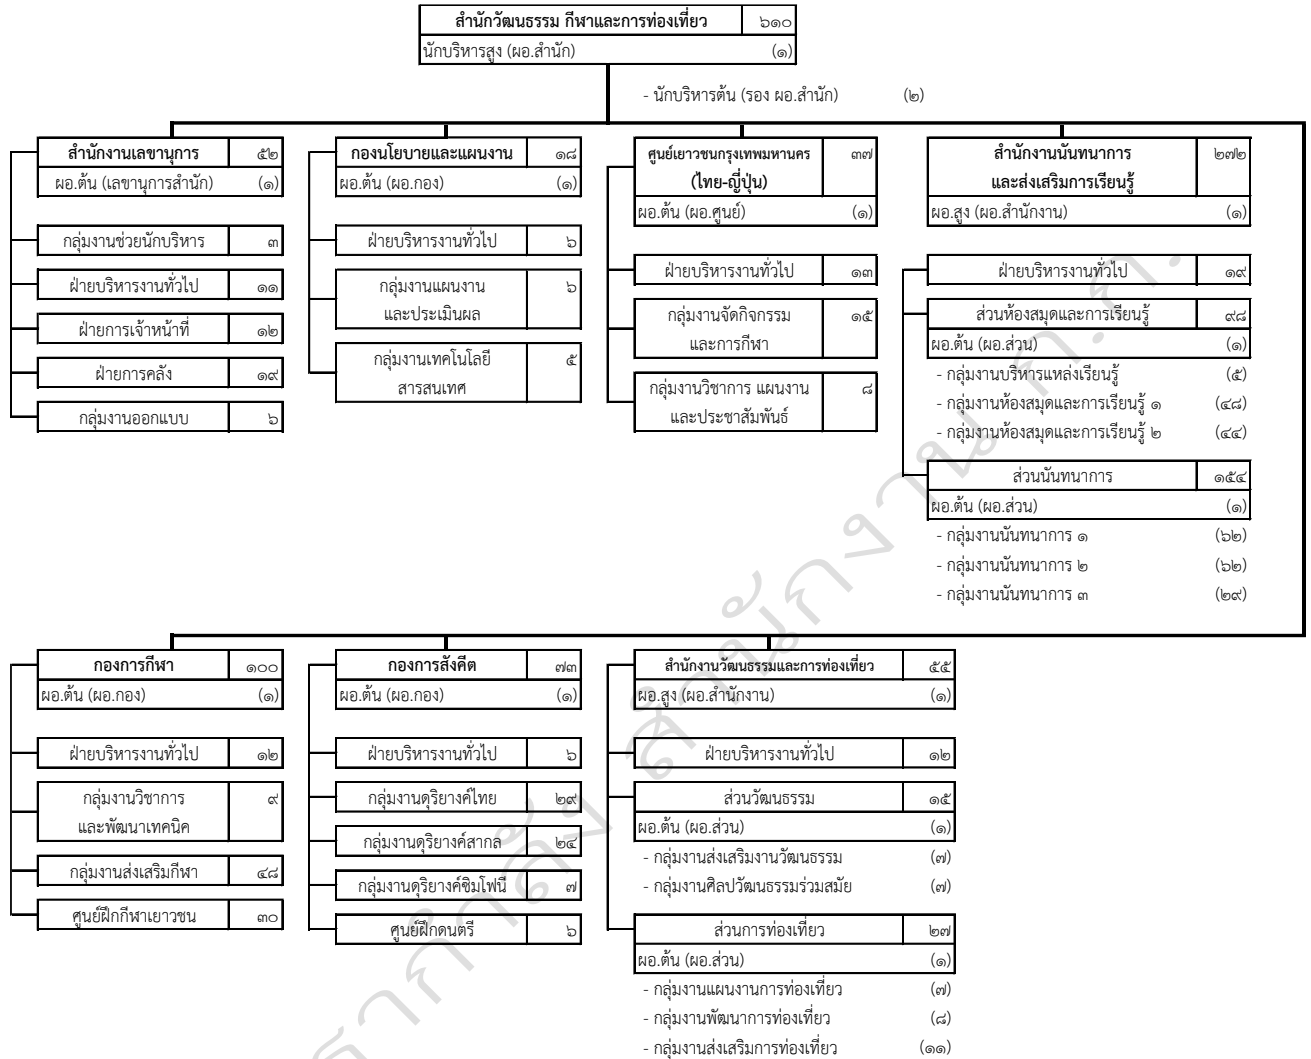 สำนักวัฒนธรรม กีฬาและการท่องเที่ยว ๖๑๐
นักบริหารสูง (ผอ.สำนัก) (๑)
- นักบริหารต้น (รอง ผอ.สำนัก) (๒)
สำนักงานเลขานุการ ๕๒
ผอ.ต้น (เลขานุการสำนัก) (๑)
กลุ่มงานช่วยนักบริหาร ๓
ฝ่ายบริหารงานทั่วไป ๑๑
ฝ่ายการเจ้าหน้าที่ ๑๒
ฝ่ายการคลัง ๑๙
กลุ่มงานออกแบบ ๖
กองนโยบายและแผนงาน ๑๘
ผอ.ต้น (ผอ.กอง) (๑)
ฝ่ายบริหารงานทั่วไป ๖
กลุ่มงานแผนงาน ๖
และประเมินผล
กลุ่มงานเทคโนโลยี ๕
สารสนเทศ
ศูนย์เยาวชนกรุงเทพมหานคร ๓๗
(ไทย-ญี่ปุ่น)
ผอ.ต้น (ผอ.ศูนย์) (๑)
ฝ่ายบริหารงานทั่วไป ๑๓
กลุ่มงานจัดกิจกรรม ๑๕
และการกีฬา
กลุ่มงานวิชาการ แผนงาน ๘
และประชาสัมพันธ์
สำนักงานนันทนาการ ๒๗๒
และส่งเสริมการเรียนรู้
ผอ.สูง (ผอ.สำนักงาน) (๑)
ฝ่ายบริหารงานทั่วไป ๑๙
ส่วนห้องสมุดและการเรียนรู้ ๙๘
ผอ.ต้น (ผอ.ส่วน) (๑)
- กลุ่มงานบริหารแหล่งเรียนรู้ (๕)
- กลุ่มงานห้องสมุดและการเรียนรู้ ๑ (๔๘)
- กลุ่มงานห้องสมุดและการเรียนรู้ ๒ (๔๔)
ส่วนนันทนาการ ๑๕๔
ผอ.ต้น (ผอ.ส่วน) (๑)
- กลุ่มงานนันทนาการ ๑ (๖๒)
- กลุ่มงานนันทนาการ ๒ (๖๒)
- กลุ่มงานนันทนาการ ๓ (๒๙)
กองการกีฬา ๑๐๐
ผอ.ต้น (ผอ.กอง) (๑)
ฝ่ายบริหารงานทั่วไป ๑๒
กลุ่มงานวิชาการ ๙
และพัฒนาเทคนิค
กลุ่มงานส่งเสริมกีฬา ๔๘
ศูนย์ฝึกกีฬาเยาวชน ๓๐
กองการสังคีต ๗๓
ผอ.ต้น (ผอ.กอง) (๑)
ฝ่ายบริหารงานทั่วไป ๖
กลุ่มงานดุริยางค์ไทย ๒๙
กลุ่มงานดุริยางค์สากล ๒๔
กลุ่มงานดุริยางค์ซิมโฟนี ๗
ศูนย์ฝึกดนตรี ๖
สำนักงานวัฒนธรรมและการท่องเที่ยว ๕๕
ผอ.สูง (ผอ.สำนักงาน) (๑)
ฝ่ายบริหารงานทั่วไป ๑๒
ส่วนวัฒนธรรม ๑๕
ผอ.ต้น (ผอ.ส่วน) (๑)
- กลุ่มงานส่งเสริมงานวัฒนธรรม (๗)
- กลุ่มงานศิลปวัฒนธรรมร่วมสมัย (๗)
ส่วนการท่องเที่ยว ๒๗
ผอ.ต้น (ผอ.ส่วน) (๑)
- กลุ่มงานแผนงานการท่องเที่ยว (๗)
- กลุ่มงานพัฒนาการท่องเที่ยว (๘)
- กลุ่มงานส่งเสริมการท่องเที่ยว (๑๑)
สำนักงาน ก.ก.